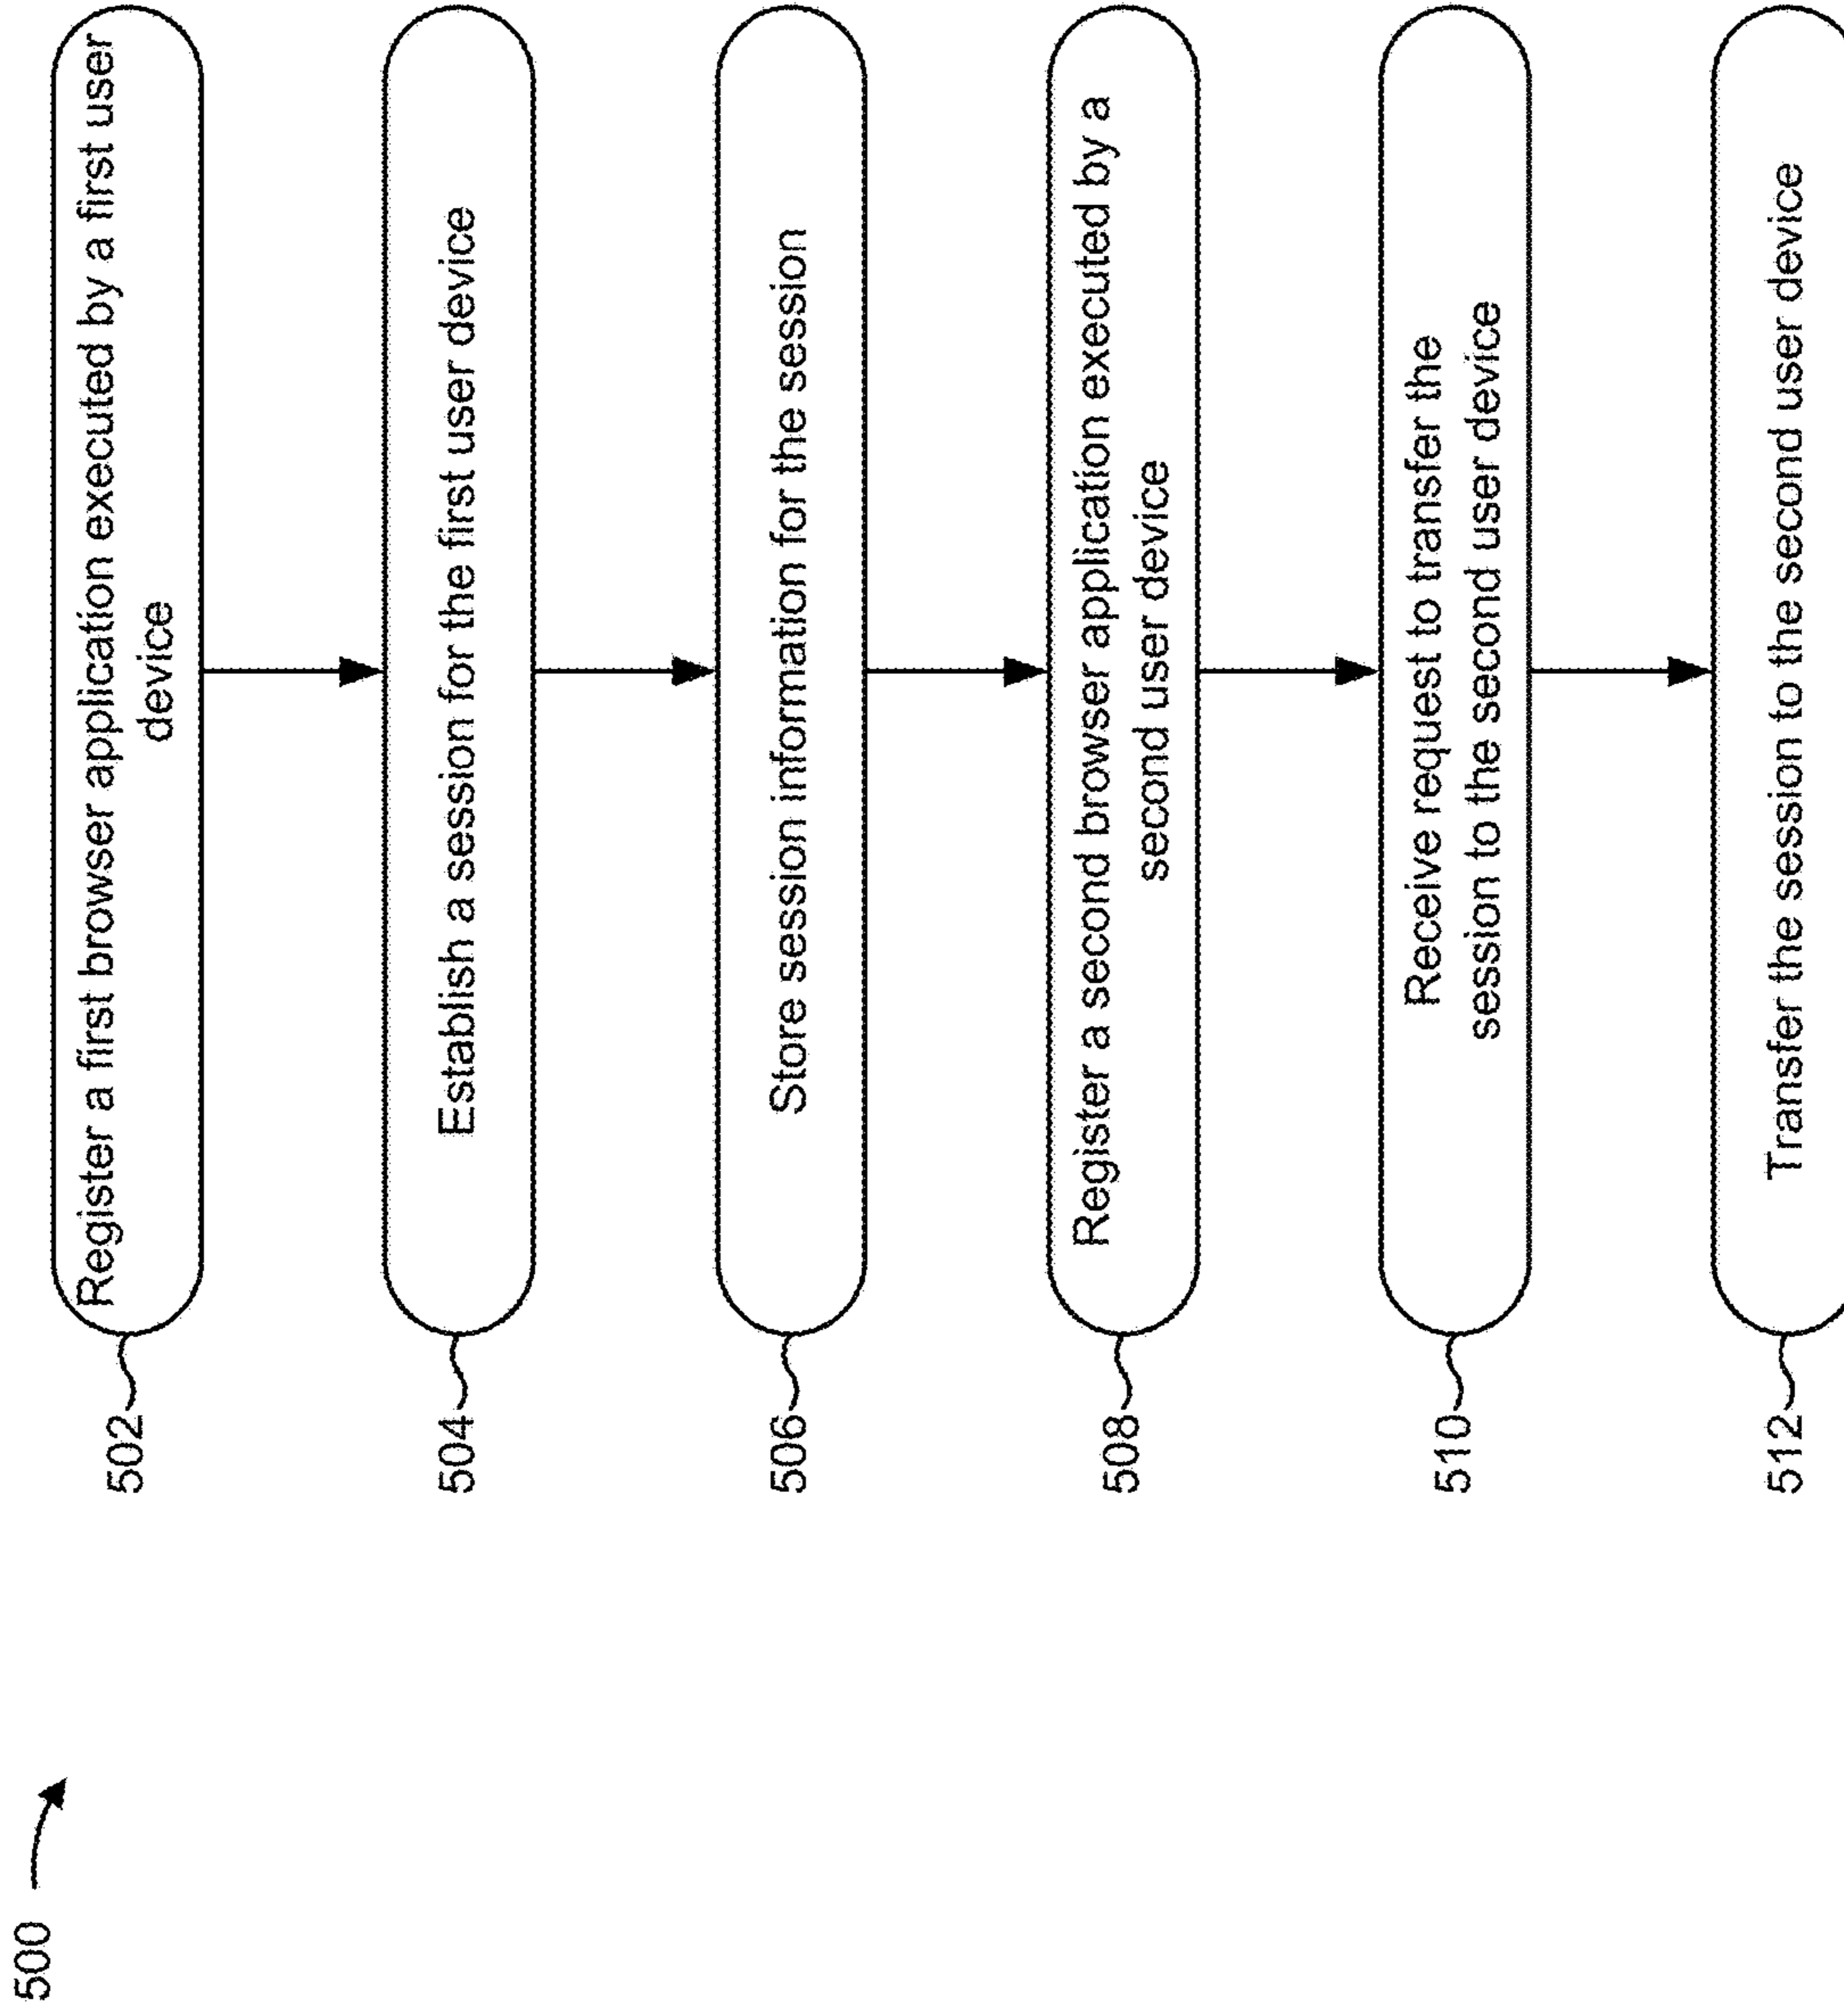 500
502
Register a first browser application executed by a first user
device
504
Establish a session for the first user device
506
Store session information for the session
508
Register a second browser application executed by a
second user device
510
Receive request to transfer the
session to the second user device
512
Transfer the session to the second user device